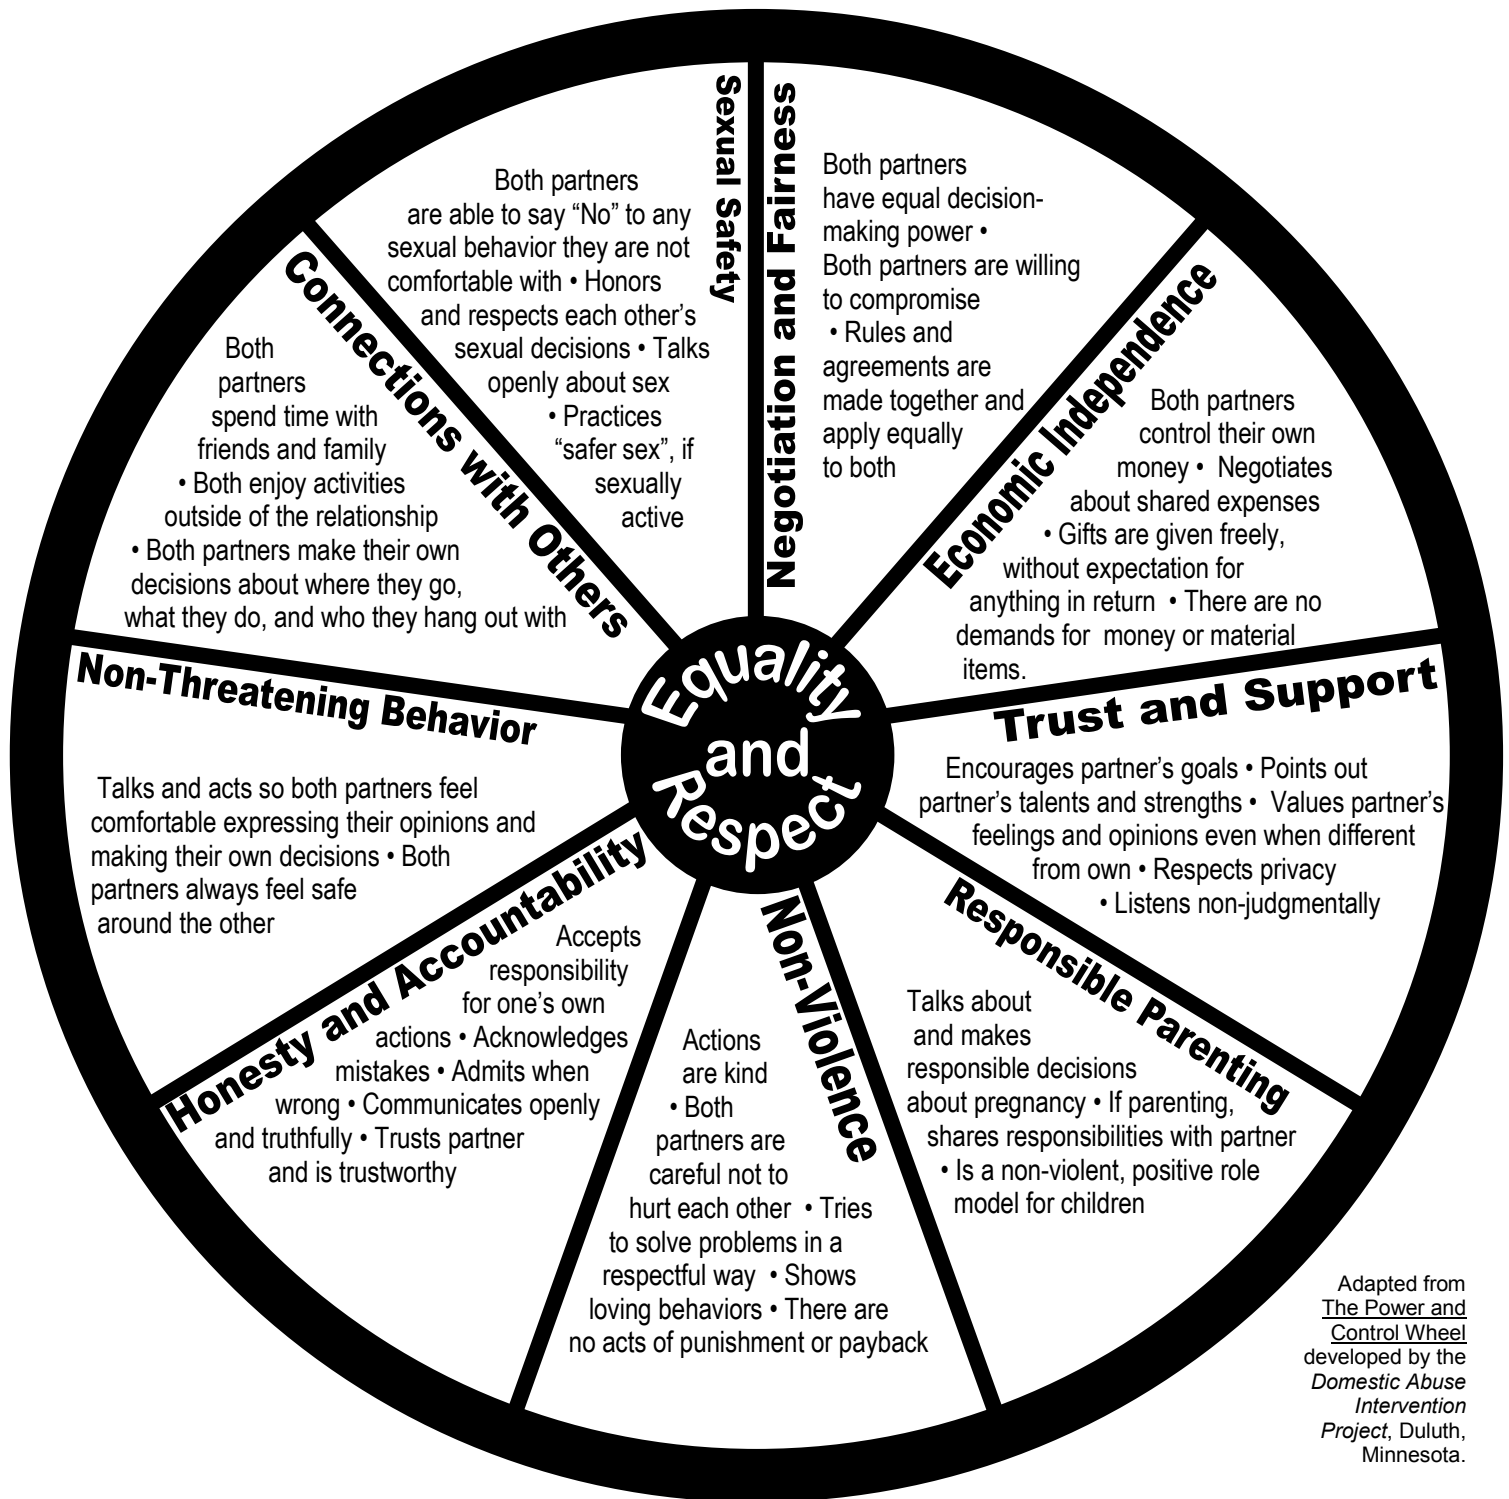 Sexual Safety
Both partners
are able to say “No” to any
sexual behavior they are not
comfortable with • Honors
and respects each other’s
sexual decisions • Talks
openly about sex
• Practices
“safer sex”, if
sexually
active
Negotiation and Fairness
Both partners
have equal decision-
making power •
Both partners are willing
to compromise
• Rules and
agreements are
made together and
apply equally
to both
Economic Independence
Both partners
control their own
money • Negotiates
about shared expenses
• Gifts are given freely,
without expectation for
anything in return • There are no
demands for money or material
items.
Trust and Support
Encourages partner’s goals • Points out
partner’s talents and strengths • Values partner’s
feelings and opinions even when different
from own • Respects privacy
• Listens non-judgmentally
Responsible Parenting
Talks about
and makes
responsible decisions
about pregnancy • If parenting,
shares responsibilities with partner
• Is a non-violent, positive role
model for children
Non-Violence
Actions
are kind
• Both
partners are
careful not to
hurt each other • Tries
to solve problems in a
respectful way • Shows
loving behaviors • There are
no acts of punishment or payback
Honesty and Accountability
Accepts
responsibility
for one’s own
actions • Acknowledges
mistakes • Admits when
wrong • Communicates openly
and truthfully • Trusts partner
and is trustworthy
Non-Threatening Behavior
Talks and acts so both partners feel
comfortable expressing their opinions and
making their own decisions • Both
partners always feel safe
around the other
Connections with Others
Both
partners
spend time with
friends and family
• Both enjoy activities
outside of the relationship
• Both partners make their own
decisions about where they go,
what they do, and who they hang out with
Equality
and
Respect
Adapted from
The Power and
Control Wheel
developed by the
Domestic Abuse
Intervention
Project, Duluth,
Minnesota.